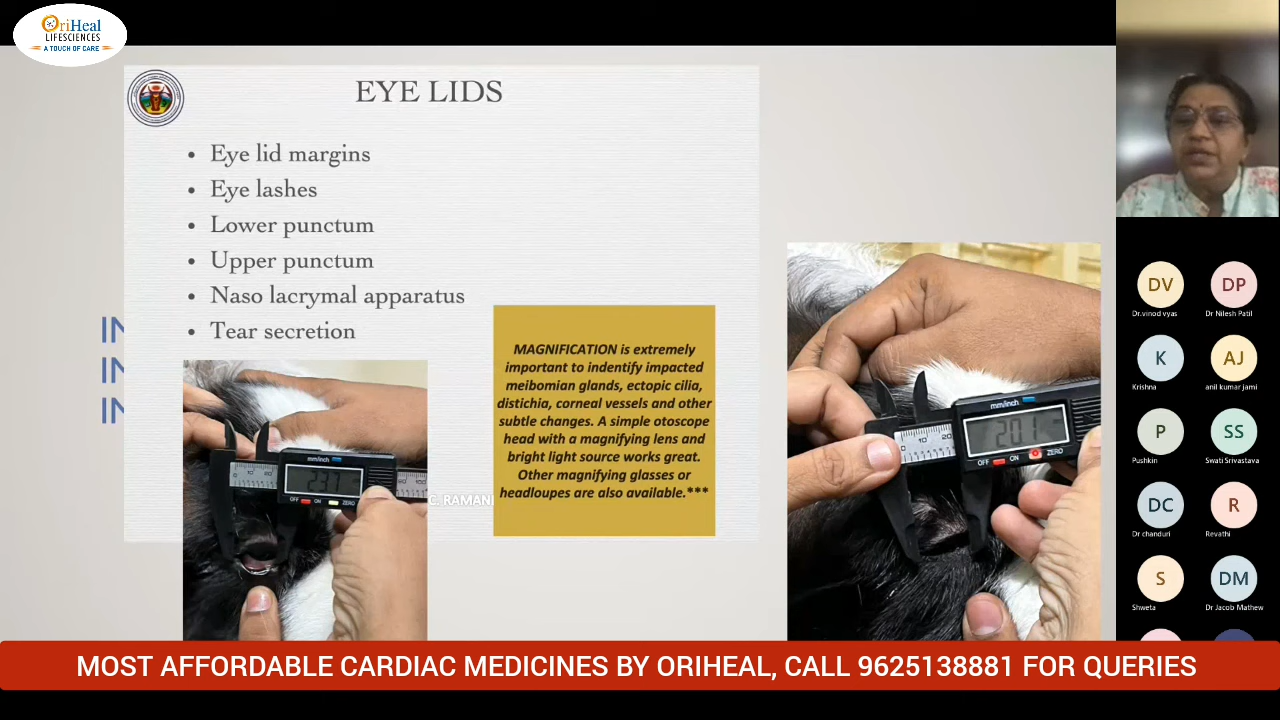 OriHeal
LIFESCIENCES
A TOUCH OF CARE
EYE LIDS
• Eye lid margins
• Eye lashes
• Lower punctum
• Upper punctum
• Naso lacrymal apparatus
• Tear secretion
IN
IN
IN
MAGNIFICATION is extremely
important to indentify impacted
meibomian glands, ectopic cilia,
distichia, corneal vessels and other
subtle changes. A simple otoscope
head with a magnifying lens and
bright light source works great.
Other magnifying glasses or
headloupes are also available.***
C. RAMANI
mm/inch
OFF ON ZERO
mm/inch
20.1
OFF ON ZERO
DV
Dr.vinod vyas
DP
Dr Nilesh Patil
K
Krishna
AJ
anil kumar jami
P
Pushkin
SS
Swati Srivastava
DC
Dr chanduri
R
Revathi
S
Shweta
DM
Dr Jacob Mathew
MOST AFFORDABLE CARDIAC MEDICINES BY ORIHEAL, CALL 9625138881 FOR QUERIES